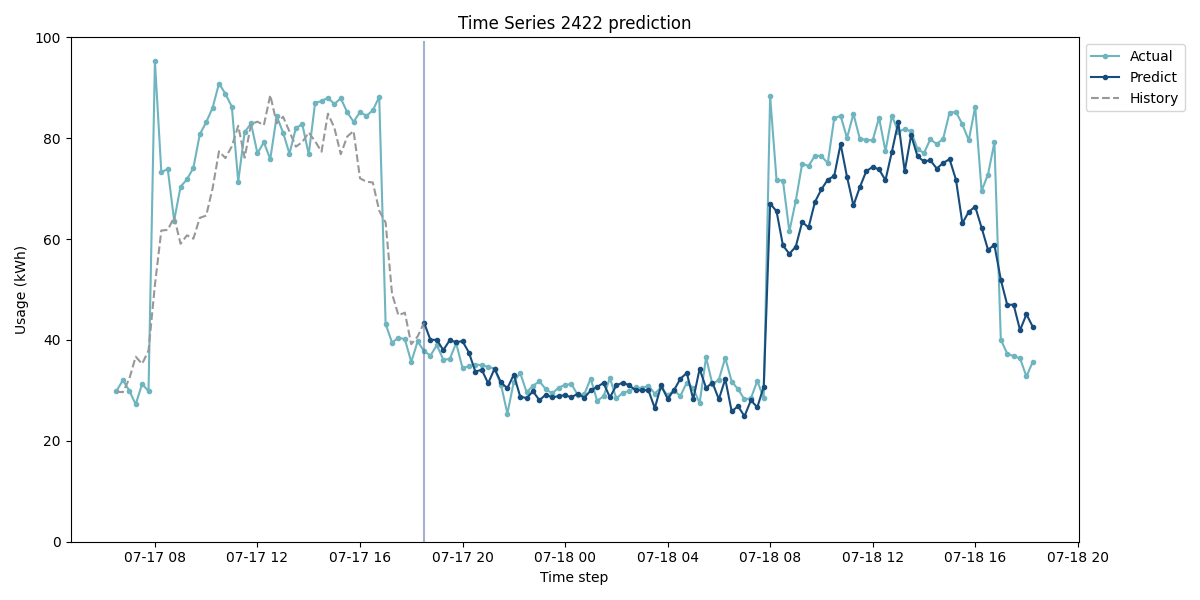 Time Series 2422 prediction
Usage (kWh)
100
80
60
40
20
0
07-17 08
07-17 12
07-17 16
07-17 20
07-18 00
07-18 04
07-18 08
07-18 12
07-18 16
07-18 20
Time step
Actual
Predict
History